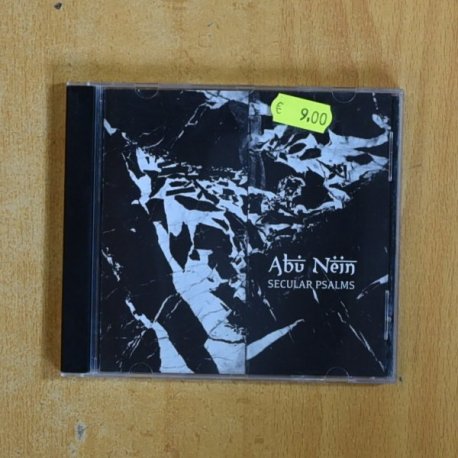 € 9.00
Abu Nein
SECULAR PSALMS